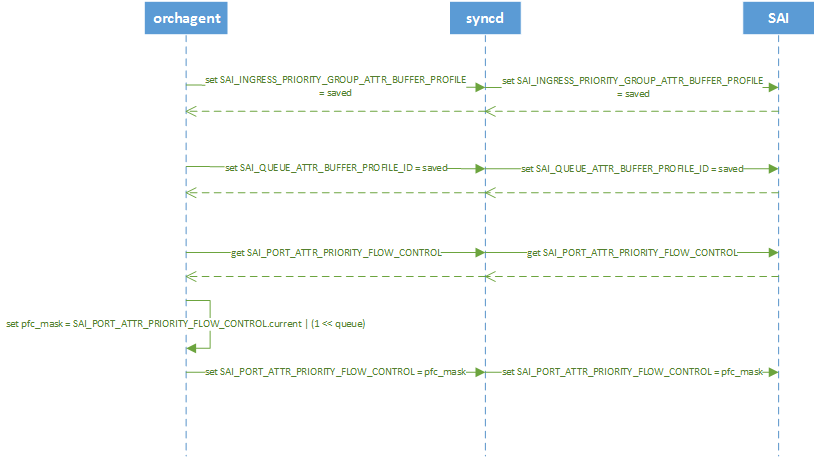 orchagent
syncd
SAI
set SAI_INGRESS_PRIORITY_GROUP_ATTR_BUFFER_PROFILE
= saved
set SAI_INGRESS_PRIORITY_GROUP_ATTR_BUFFER_PROFILE
= saved
set SAI_QUEUE_ATTR_BUFFER_PROFILE_ID = saved
set SAI_QUEUE_ATTR_BUFFER_PROFILE_ID = saved
get SAI_PORT_ATTR_PRIORITY_FLOW_CONTROL
get SAI_PORT_ATTR_PRIORITY_FLOW_CONTROL
set pfc_mask = SAI_PORT_ATTR_PRIORITY_FLOW_CONTROL.current | (1 << queue)
set SAI_PORT_ATTR_PRIORITY_FLOW_CONTROL = pfc_mask
set SAI_PORT_ATTR_PRIORITY_FLOW_CONTROL = pfc_mask